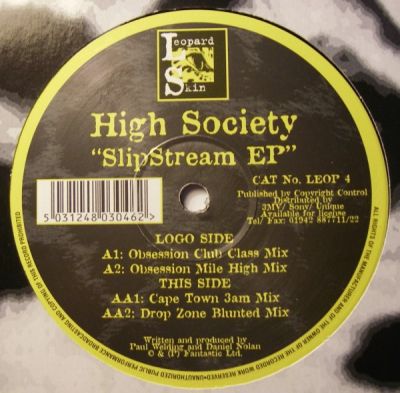 Leopard
Skin
High Society
“SlipStream EP”
CAT No. LEOP 4
Published by Copyright Control
Distributed by
3MV/ Sony/ Unique
Available for license
Tel/ Fax: 01942 887711/22
5 031248 030462 >
LOGO SIDE
A1: Obsession Club Class Mix
A2: Obsession Mile High Mix
THIS SIDE
AA1: Cape Town Jam Mix
AA2: Drop Zone Blunted Mix
Written and produced by
Paul Welding and Daniel Nolan
© & (P) Fantastic Ltd.
ALL RIGHTS OF THE MANUFACTURER AND OF THE OWNER OF THE RECORDED WORK RESERVED•UNAUTHORISED PUBLIC PERFORMANCE BROADCASTING AND COPYING OF THIS RECORD PROHIBITED